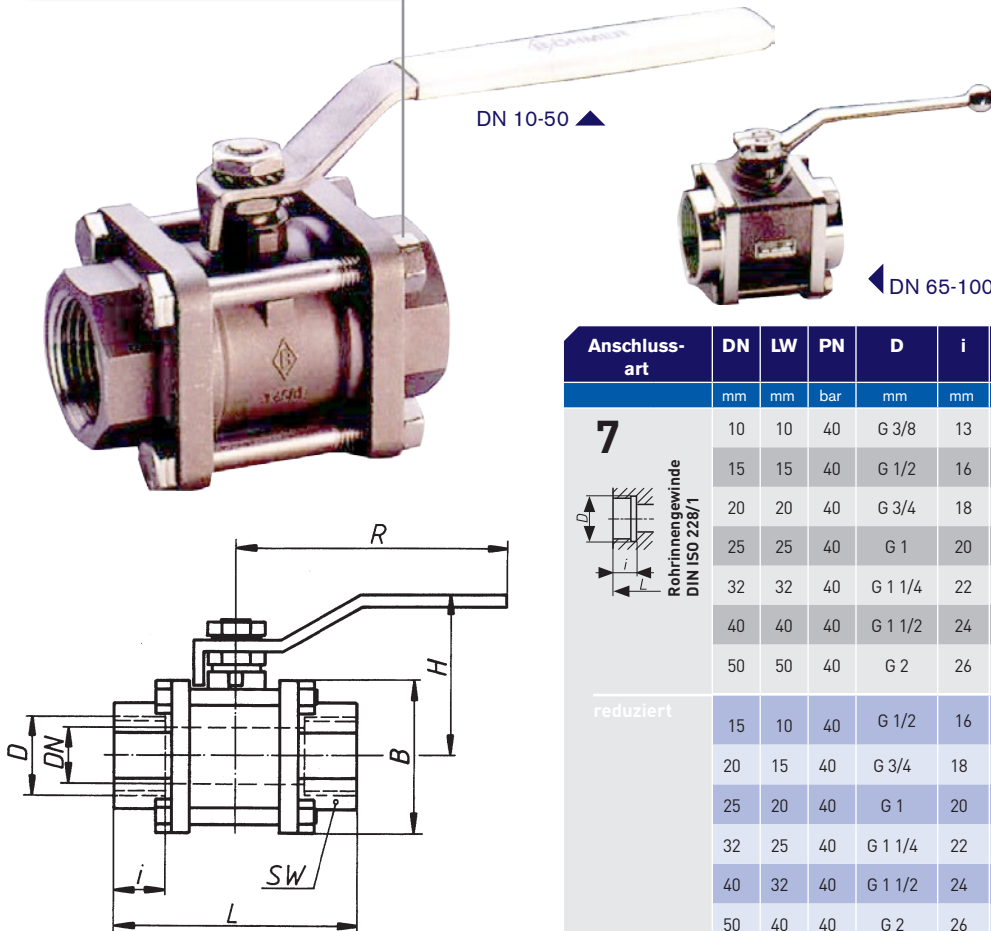 BÖHMER
DN 10-50
DN 65-100
Anschluss-
art
DN LW PN D i
mm mm bar mm mm
7
Rohrinnengewinde
DIN ISO 228/1
D
i
L
10 10 40 G 3/8 13
15 15 40 G 1/2 16
20 20 40 G 3/4 18
25 25 40 G 1 20
32 32 40 G 1 1/4 22
40 40 40 G 1 1/2 24
50 50 40 G 2 26
reduziert
15 10 40 G 1/2 16
20 15 40 G 3/4 18
25 20 40 G 1 20
32 25 40 G 1 1/4 22
40 32 40 G 1 1/2 24
50 40 40 G 2 26
R
H
D
DN
B
i
SW
L